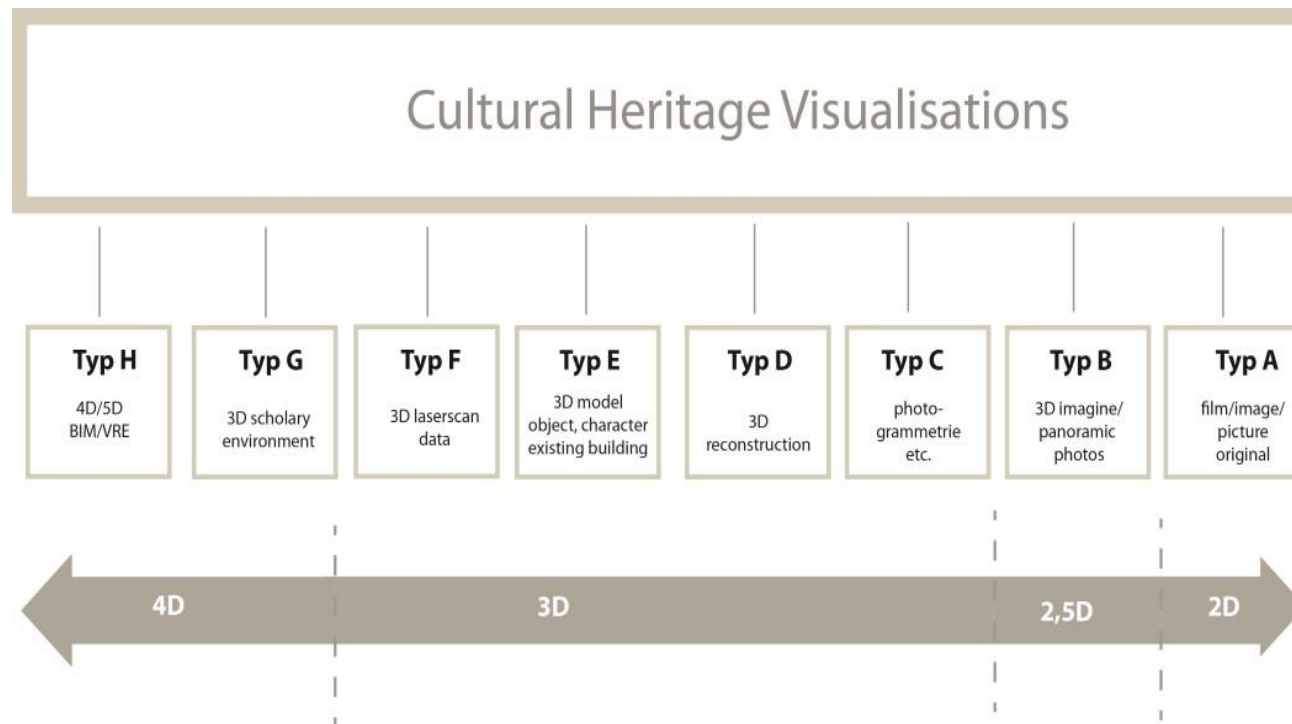 Cultural Heritage Visualisations
Typ H
4D/5D
BIM/VRE
Typ G
3D scholary
environment
Typ F
3D laserscan
data
Typ E
3D model
object, character
existing building
Typ D
3D
reconstruction
Typ C
photo-
grammetrie
etc.
Typ B
3D imagine/
panoramic
photos
Typ A
film/image/
picture
original
4D
3D
2,5D
2D